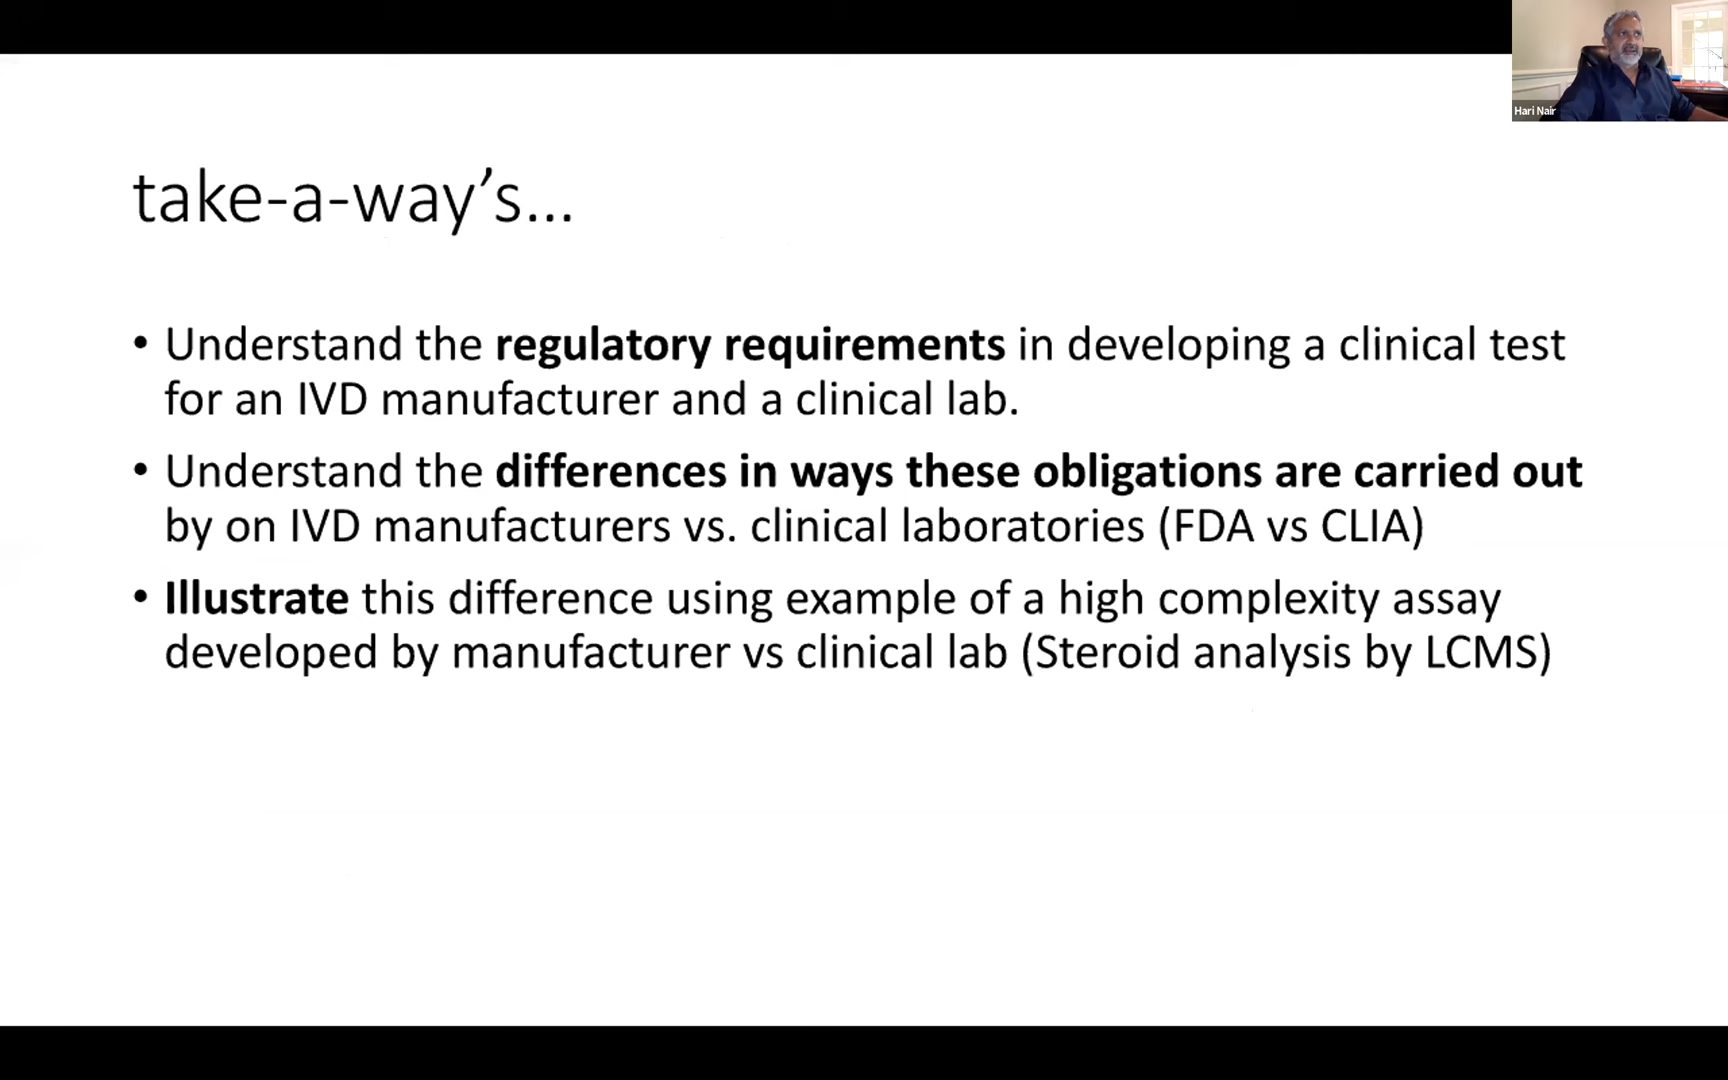 Hari Nair
take-a-way’s...
• Understand the regulatory requirements in developing a clinical test
for an IVD manufacturer and a clinical lab.
• Understand the differences in ways these obligations are carried out
by on IVD manufacturers vs. clinical laboratories (FDA vs CLIA)
• Illustrate this difference using example of a high complexity assay
developed by manufacturer vs clinical lab (Steroid analysis by LCMS)